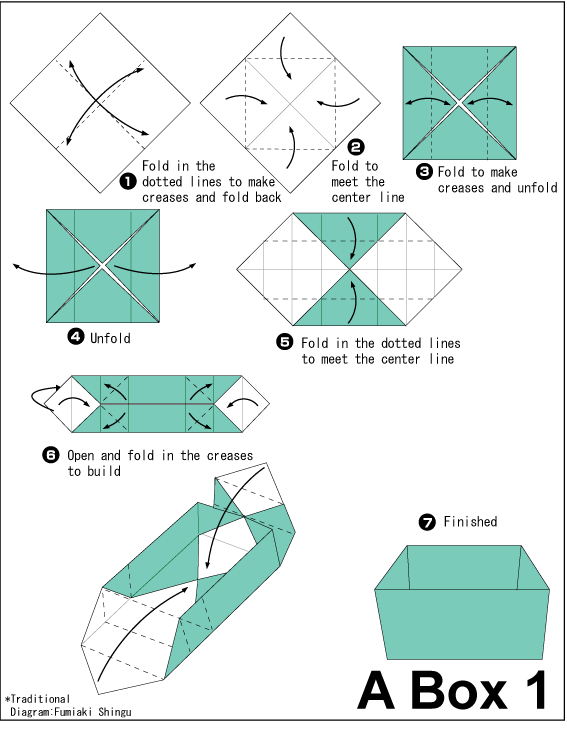 1 Fold in the
dotted lines to make
creases and fold back
2
Fold to
meet the
center line
3 Fold to make
creases and unfold
4 Unfold
5 Fold in the dotted lines
to meet the center line
6 Open and fold in the creases
to build
7 Finished
*Traditional
Diagram:Fumiaki Shingu
A Box 1